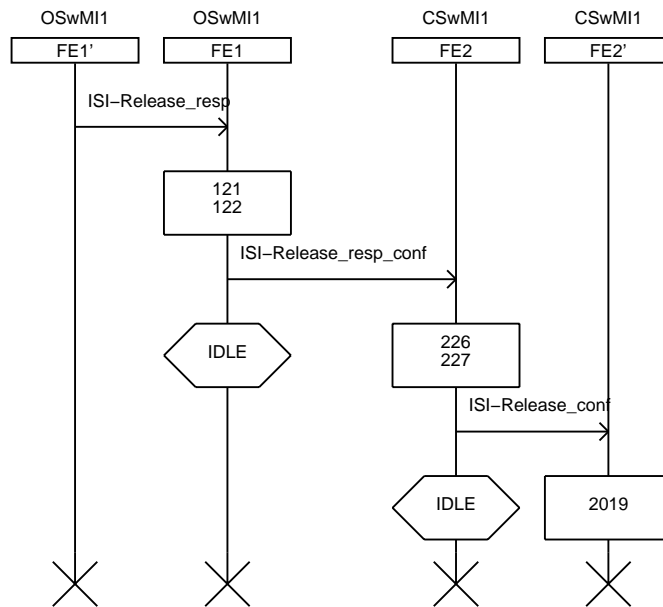 OSwMI1 OSwMI1 CSwMI1 CSwMI1
FE1' FE1 FE2 FE2'
ISI−Release_resp
121
122
ISI−Release_resp_conf
IDLE
226
227
ISI−Release_conf
IDLE
2019